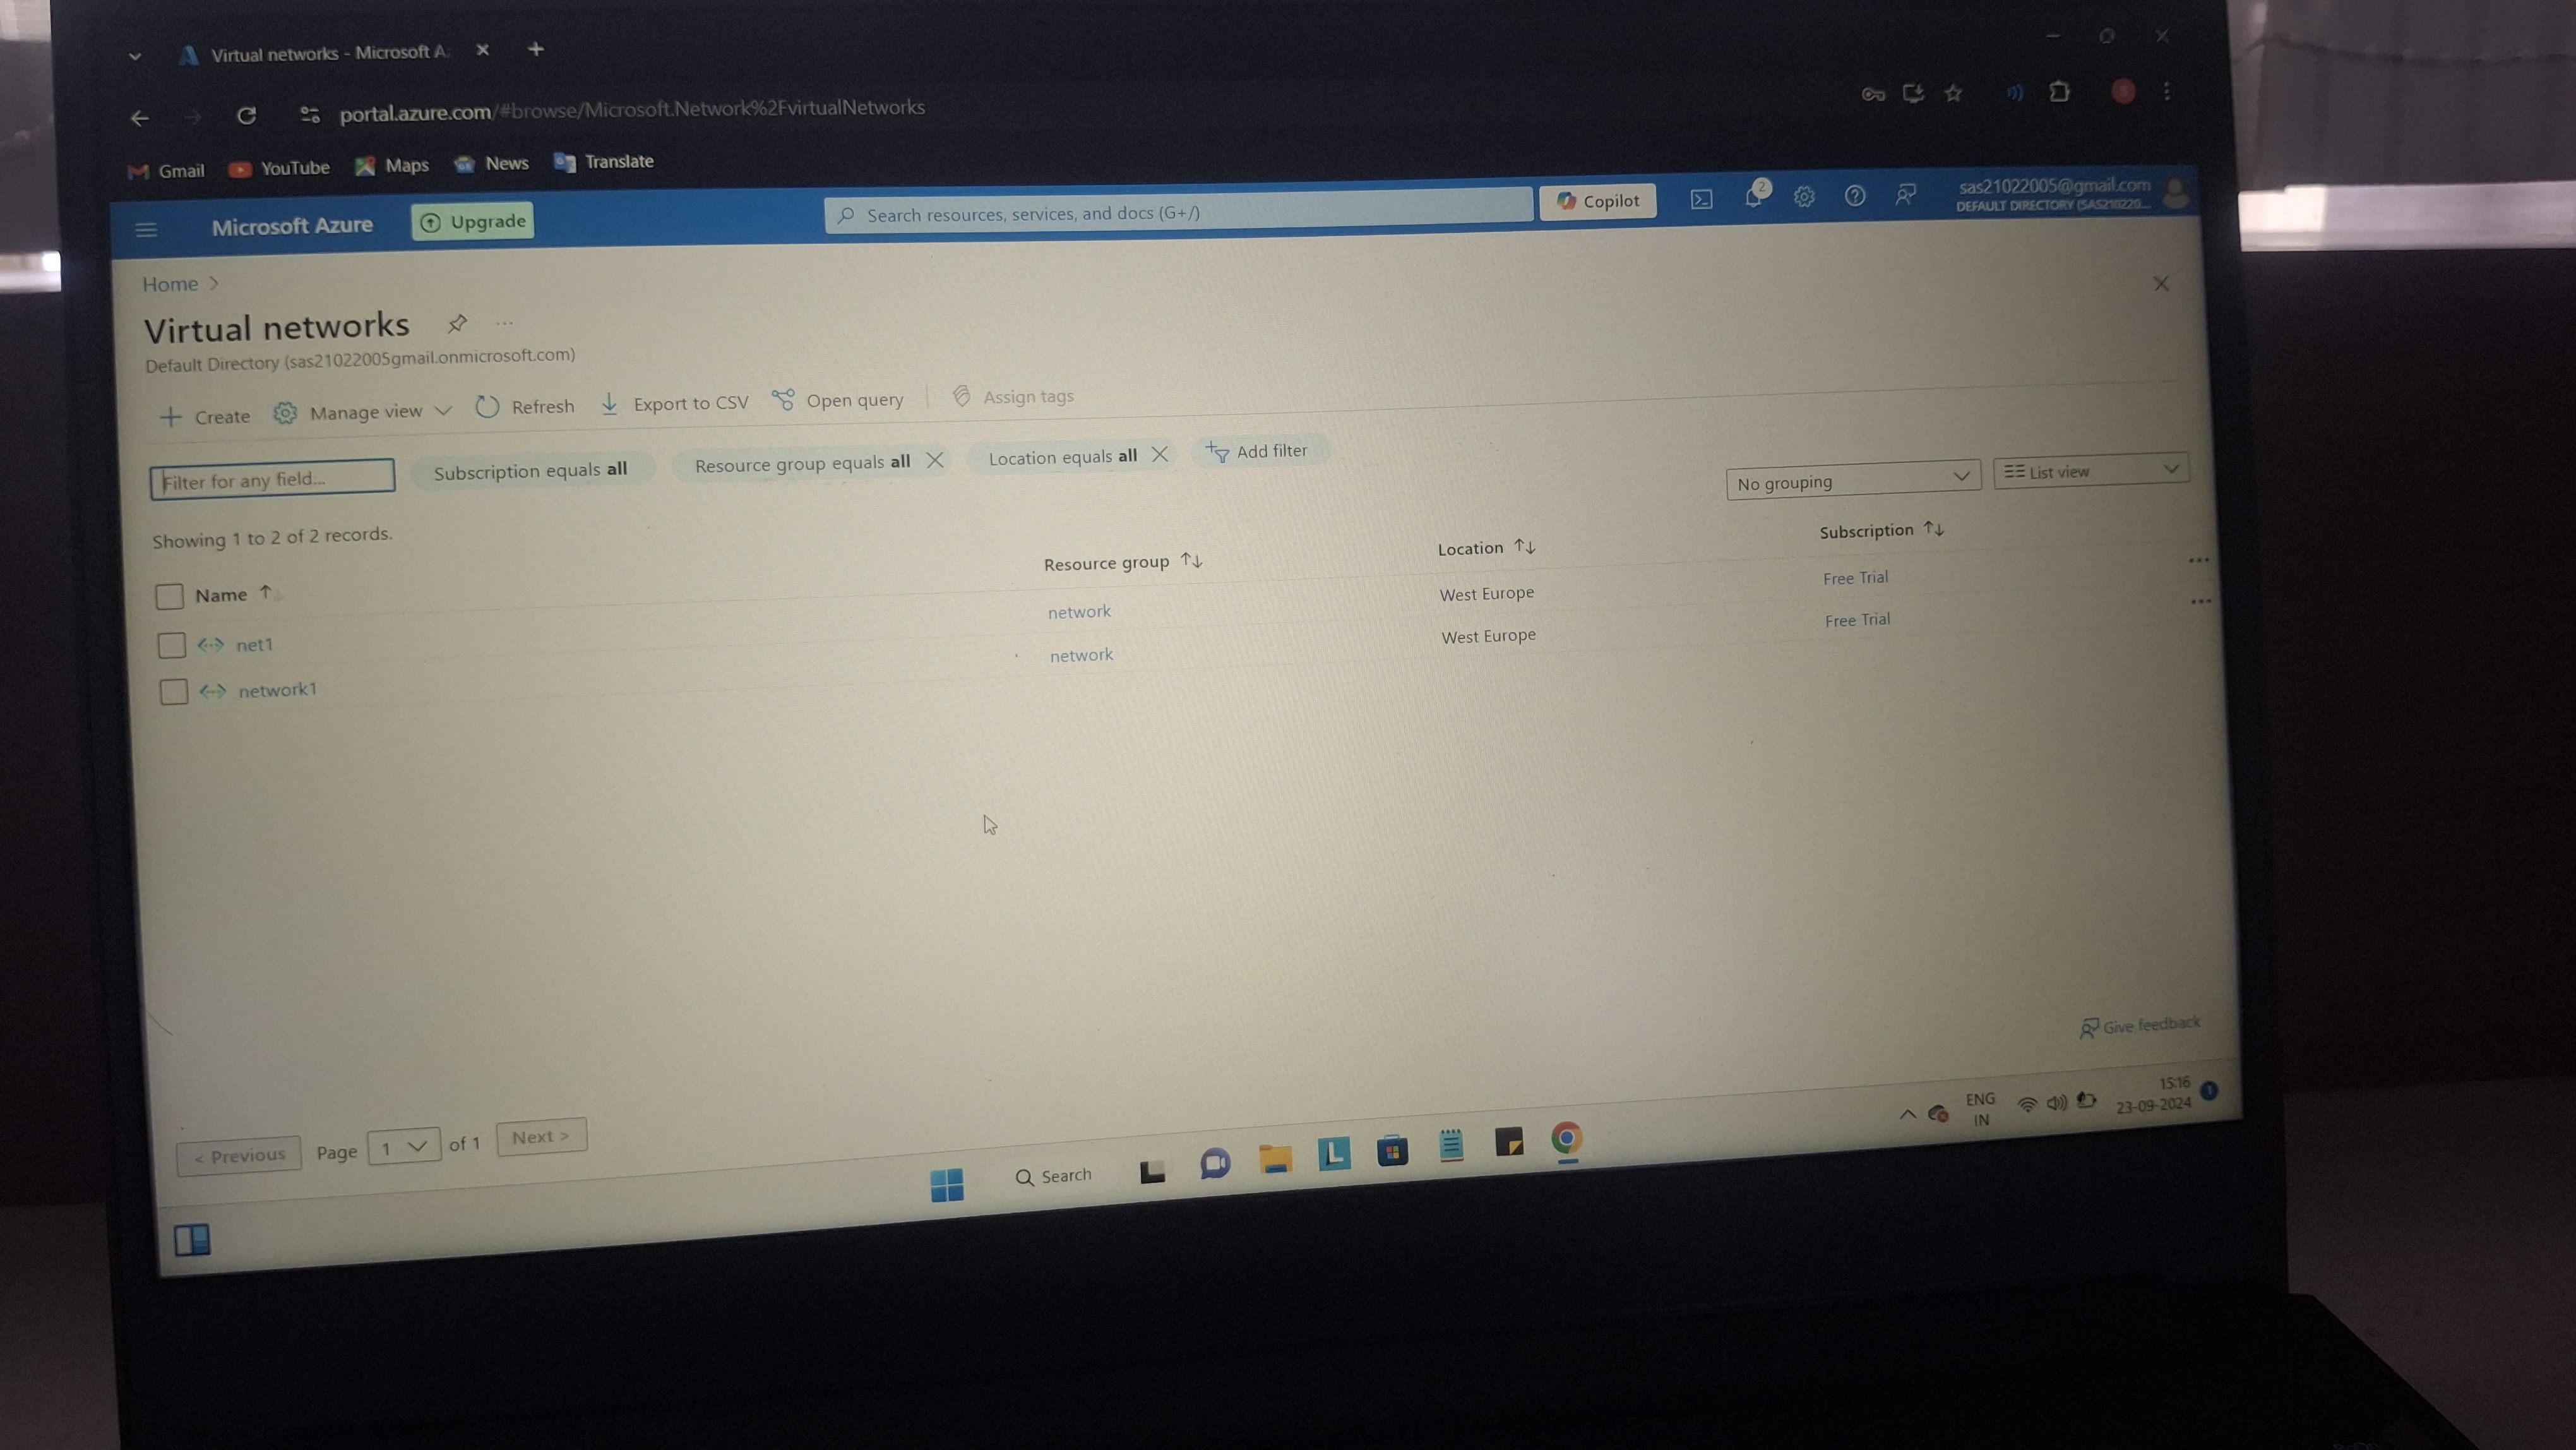 Virtual networks - Microsoft A
portal.azure.com/#browse/Microsoft.Network%2FvirtualNetworks
Gmail YouTube Maps News Translate
Microsoft Azure Upgrade Search resources, services, and docs (G+/) Copilot 2 sas21022005@gmail.com
DEFAULT DIRECTORY (SAS210220...
Home >
Virtual networks ...
Default Directory (sas21022005gmail.onmicrosoft.com)
+ Create Manage view Refresh Export to CSV Open query Assign tags
Filter for any field... Subscription equals all Resource group equals all Location equals all Add filter
No grouping List view
Showing 1 to 2 of 2 records.
Name ↑ Resource group ↑↓ Location ↑↓ Subscription ↑↓
net1 network West Europe Free Trial ...
network1 network West Europe Free Trial ...
Give feedback
< Previous Page 1 of 1 Next >
Search
ENG
IN
15:16
23-09-2024